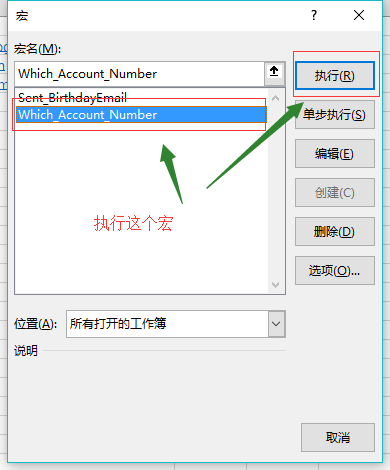 宏
?
宏名(M):
Which_Account_Number
执行(R)
Sent_BirthdayEmail
Which_Account_Number
单步执行(S)
编辑(E)
创建(C)
执行这个宏
删除(D)
选项(O)...
位置(A):
所有打开的工作簿
说明
取消